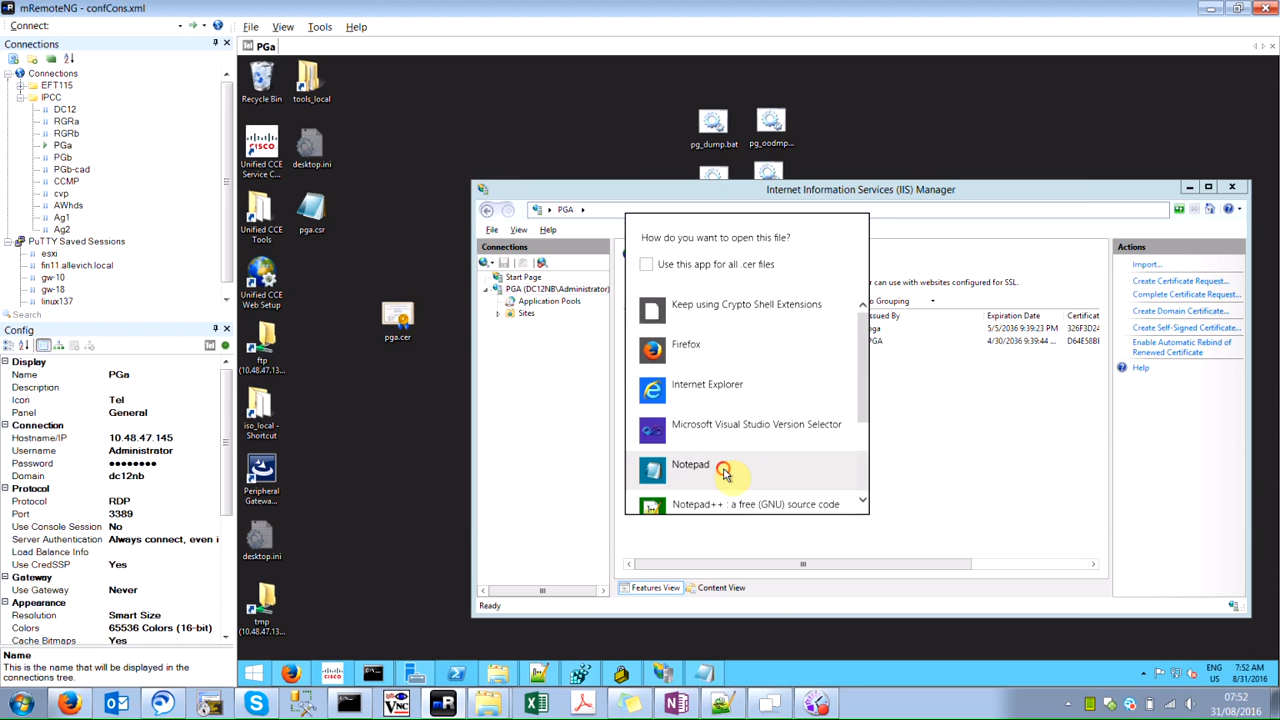 mRemoteNG - confCons.xml
Connect:
File View Tools Help
Connections
PGa
Connections
EFT115
IPCC
DC12
RGRa
RGRb
PGa
PGb
PGb-cad
CCMP
cvp
AWhds
Ag1
Ag2
PuTTY Saved Sessions
esxi
fin11.allevich.local
gw-10
gw-18
linux137
Search
Config
Display
Name PGa
Description
Icon Tel
Panel General
Connection
Hostname/IP 10.48.47.145
Username Administrator
Password ●●●●●●●●
Domain dc12nb
Protocol
Protocol RDP
Port 3389
Use Console Session No
Server Authentication Always connect, even i
Load Balance Info
Use CredSSP Yes
Gateway
Use Gateway Never
Appearance
Resolution Smart Size
Colors 65536 Colors (16-bit)
Cache Bitmaps Yes
Name
This is the name that will be displayed in the connections tree.
Recycle Bin
tools_local
Unified CCE Service C...
desktop.ini
Unified CCE Tools
pga.csr
Unified CCE Web Setup
pga.cer
ftp (10.48.47.13...
iso_local - Shortcut
Peripheral Gatewa...
desktop.ini
tmp (10.48.47.13...
pg_dump.bat
pg_oodmp...
Internet Information Services (IIS) Manager
PGA
File View Help
Connections
Start Page
PGA (DC12NB\Administrator)
Application Pools
Sites
How do you want to open this file?
Use this app for all .cer files
Keep using Crypto Shell Extensions
Firefox
Internet Explorer
Microsoft Visual Studio Version Selector
Notepad
Notepad++ : a free (GNU) source code
er can use with websites configured for SSL.
o Grouping
ssued By Expiration Date Certificat
oga 5/5/2036 9:39:23 PM 326F3D24
PGA 4/30/2036 9:39:44 ... D64E58BF
Actions
Import...
Create Certificate Request...
Complete Certificate Request...
Create Domain Certificate...
Create Self-Signed Certificate...
Enable Automatic Rebind of Renewed Certificate
Help
Features View Content View
Ready
ENG
US
7:52 AM
8/31/2016
07:52
31/08/2016